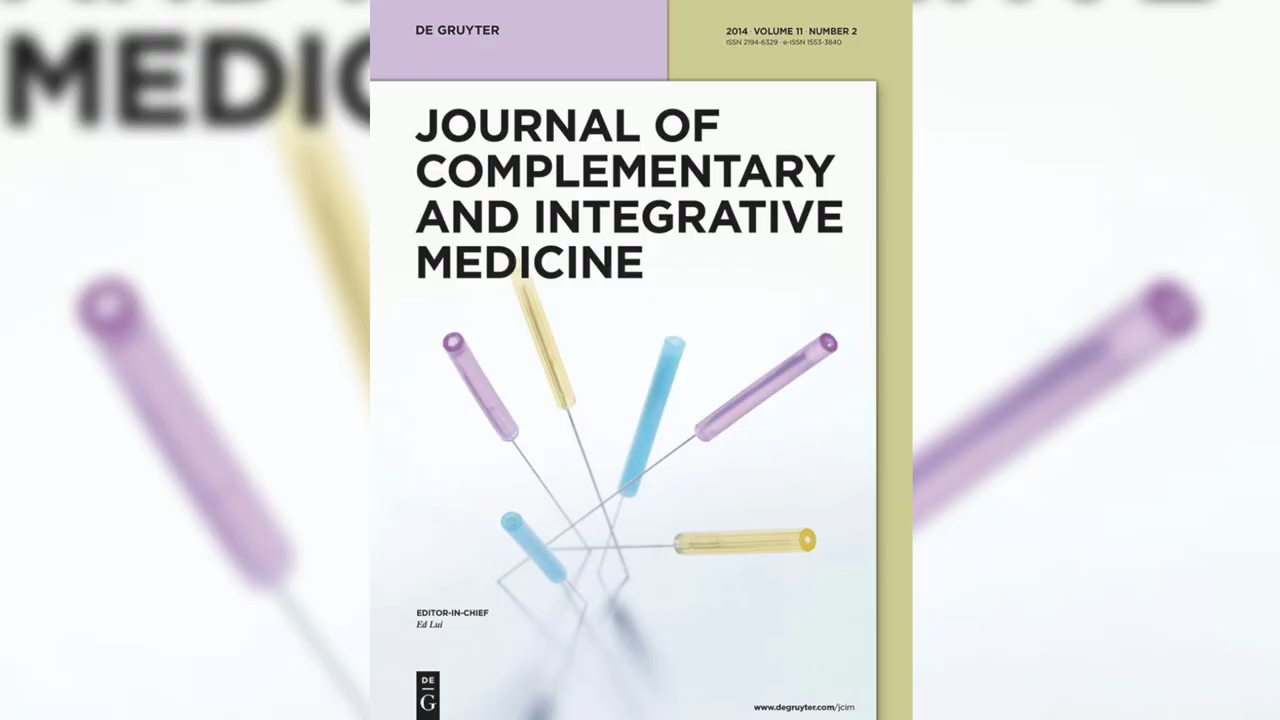 DE GRUYTER
2014 · VOLUME 11 · NUMBER 2
ISSN 2194-6329 · e-ISSN 1553-3840
JOURNAL OF
COMPLEMENTARY
AND INTEGRATIVE
MEDICINE
EDITOR-IN-CHIEF
Ed Lui
DE
G
www.degruyter.com/jcim